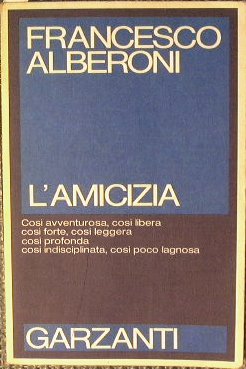 FRANCESCO
ALBERONI
L'AMICIZIA
Così avventurosa, così libera
così forte, così leggera
così profonda
così indisciplinata, così poco lagnosa
GARZANTI